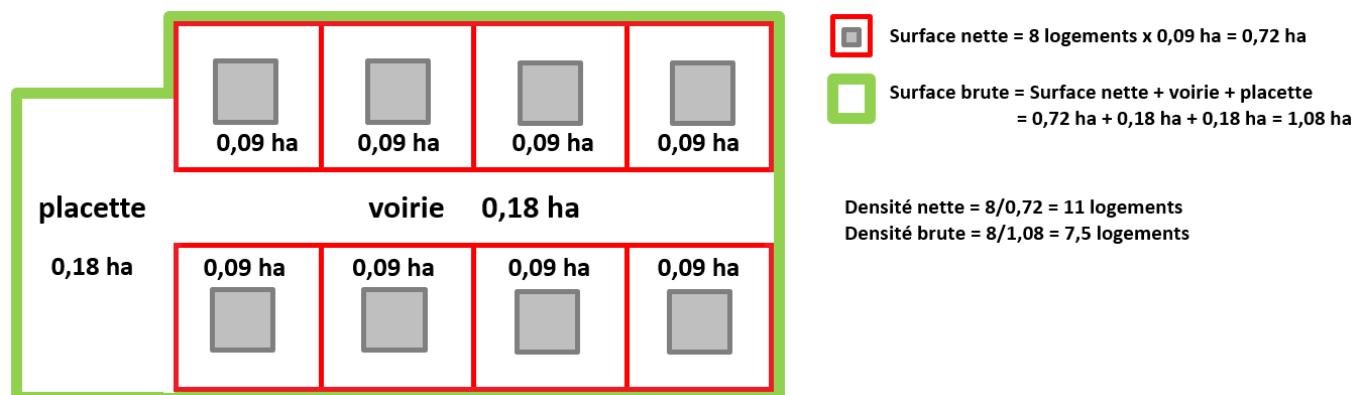 0,09 ha 0,09 ha 0,09 ha 0,09 ha
placette voirie 0,18 ha
0,18 ha 0,09 ha 0,09 ha 0,09 ha 0,09 ha
Surface nette = 8 logements x 0,09 ha = 0,72 ha
Surface brute = Surface nette + voirie + placette
= 0,72 ha + 0,18 ha + 0,18 ha = 1,08 ha
Densité nette = 8/0,72 = 11 logements
Densité brute = 8/1,08 = 7,5 logements